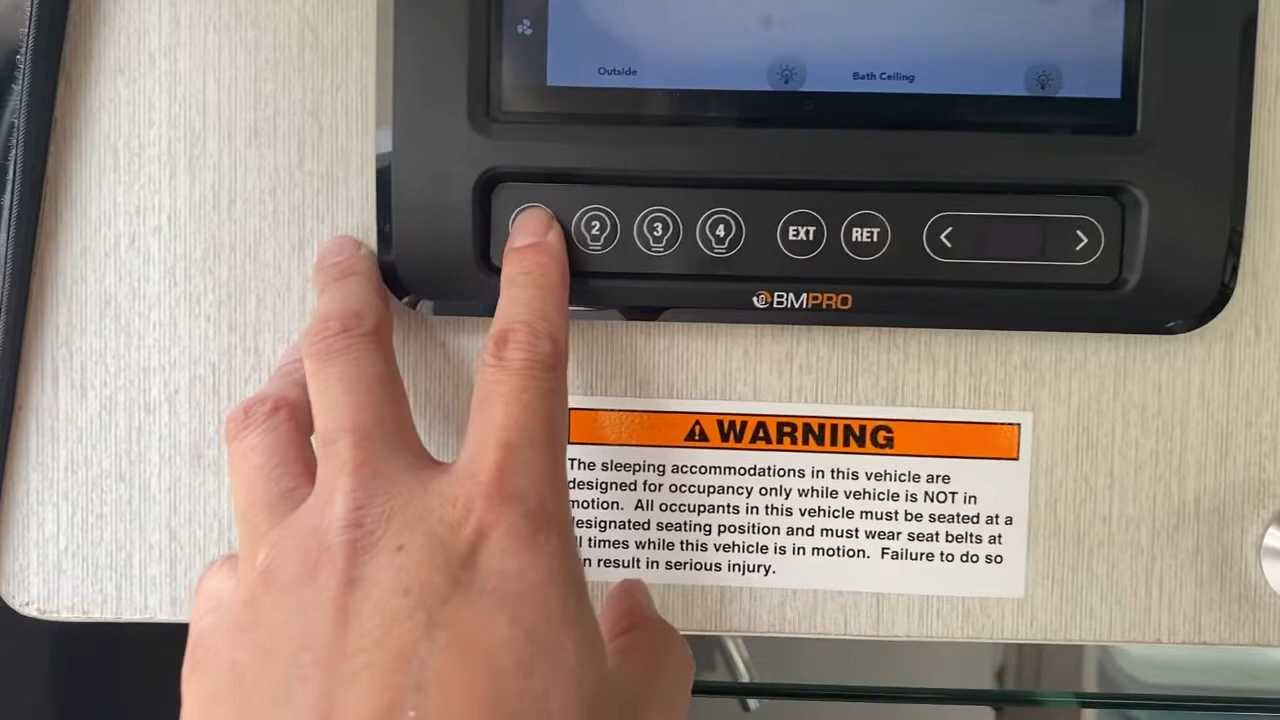 Outside Bath Ceiling
2 3 4 EXT RET < >
BMPRO
WARNING
The sleeping accommodations in this vehicle are
designed for occupancy only while vehicle is NOT in
motion. All occupants in this vehicle must be seated at a
designated seating position and must wear seat belts at
all times while this vehicle is in motion. Failure to do so
can result in serious injury.